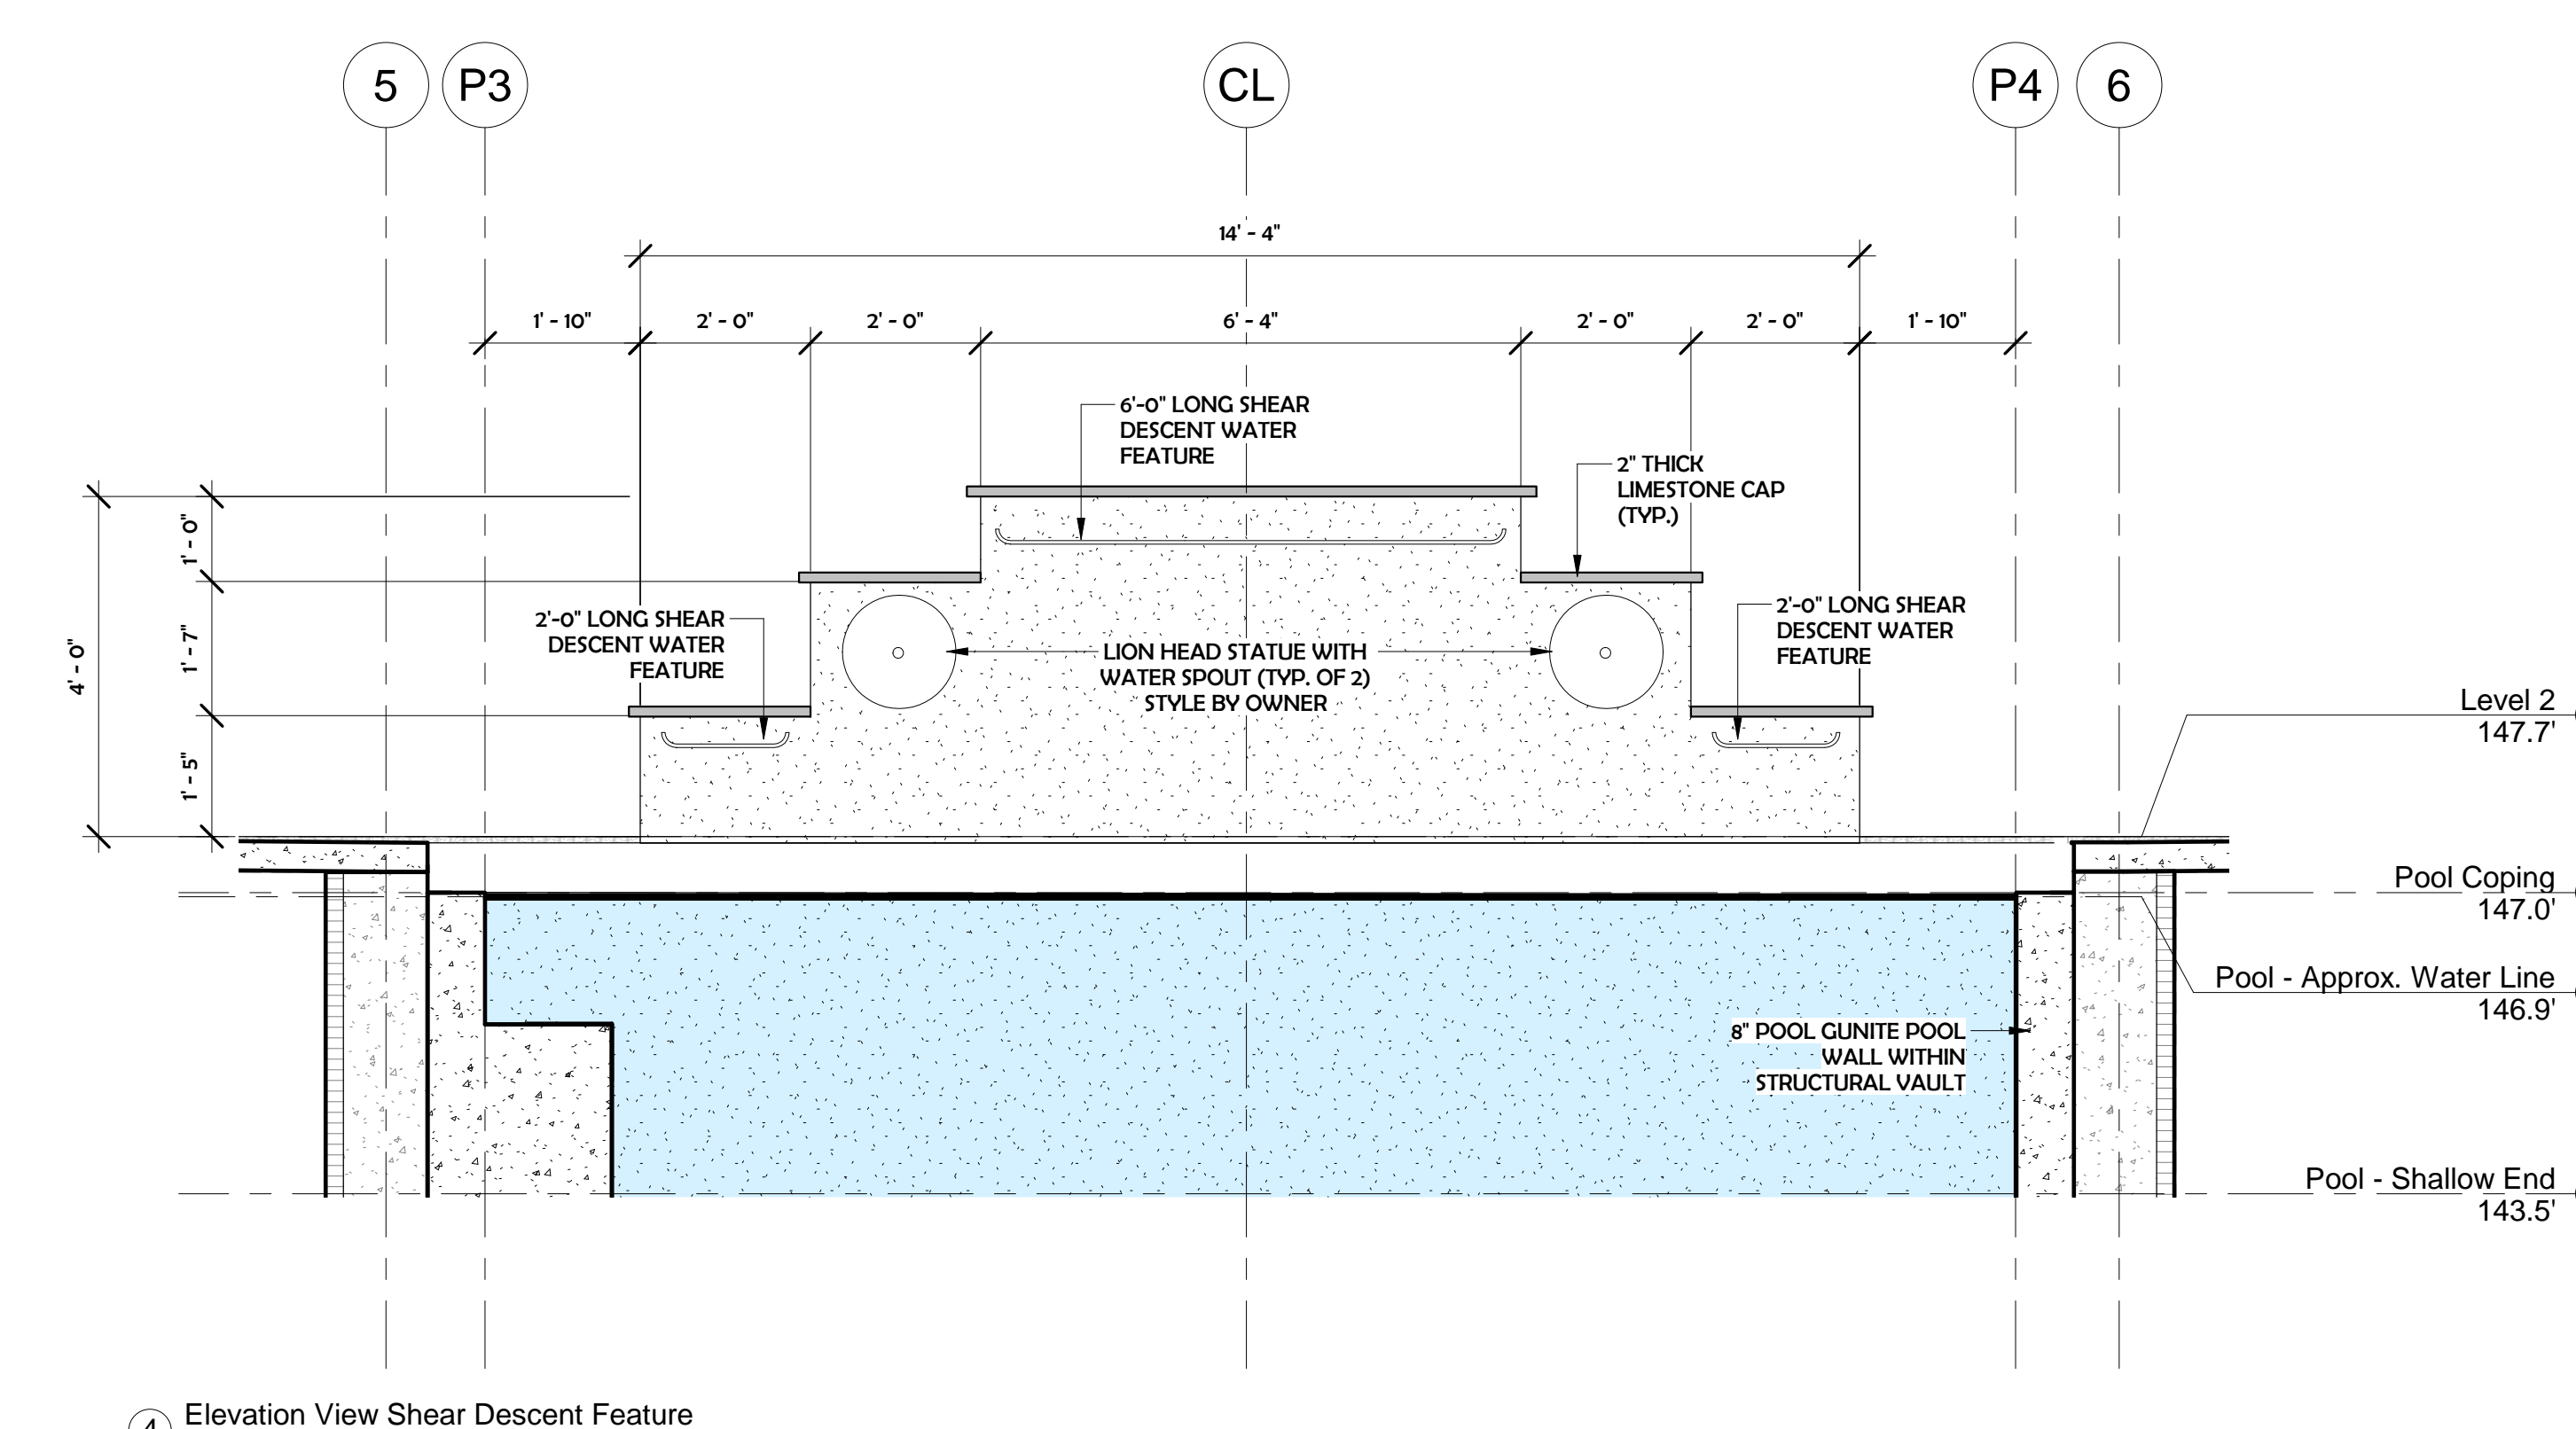 5
P3
CL
P4
6
14' - 4"
1' - 10"
2' - 0"
2' - 0"
6' - 4"
2' - 0"
2' - 0"
1' - 10"
6'-0" LONG SHEAR
DESCENT WATER
FEATURE
2" THICK
LIMESTONE CAP
(TYP.)
4' - 0"
1' - 0"
1' - 7"
1' - 5"
2'-0" LONG SHEAR
DESCENT WATER
FEATURE
LION HEAD STATUE WITH
WATER SPOUT (TYP. OF 2)
STYLE BY OWNER
2'-0" LONG SHEAR
DESCENT WATER
FEATURE
Level 2
147.7'
Pool Coping
147.0'
Pool - Approx. Water Line
146.9'
8" POOL GUNITE POOL
WALL WITHIN
STRUCTURAL VAULT
Pool - Shallow End
143.5'
4
Elevation View Shear Descent Feature